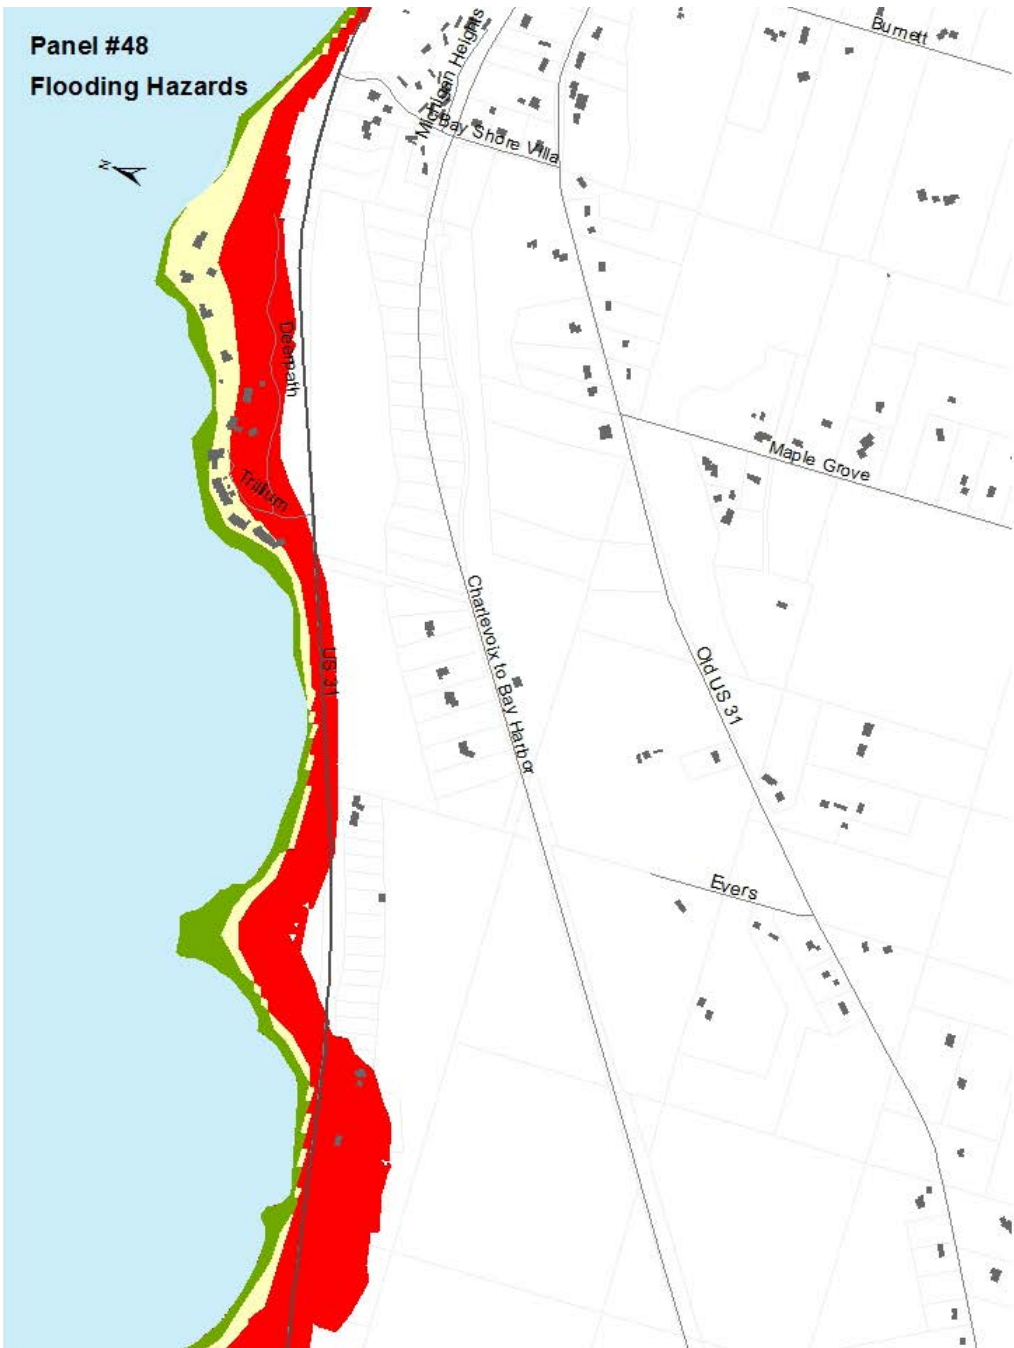 Panel #48
Flooding Hazards
N
Burnett
Michigan Heights
Bay Shore Villa
Deerpath
Maple Grove
Trillium
Charlevoix to Bay Harbor
US 31
Old US 31
Evers